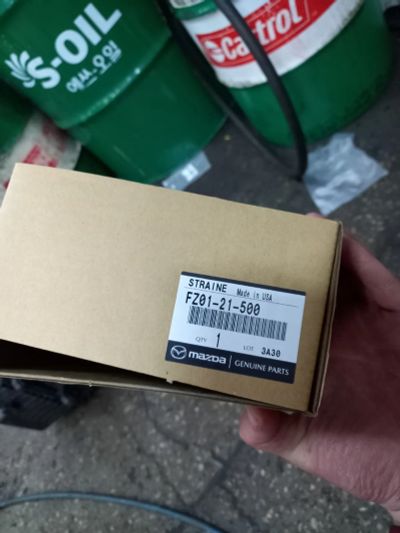 S-OIL
에쓰오일
Castrol
STRAINE Made in USA
FZ01-21-500
QTY 1 LOT 3A30
mazda GENUINE PARTS